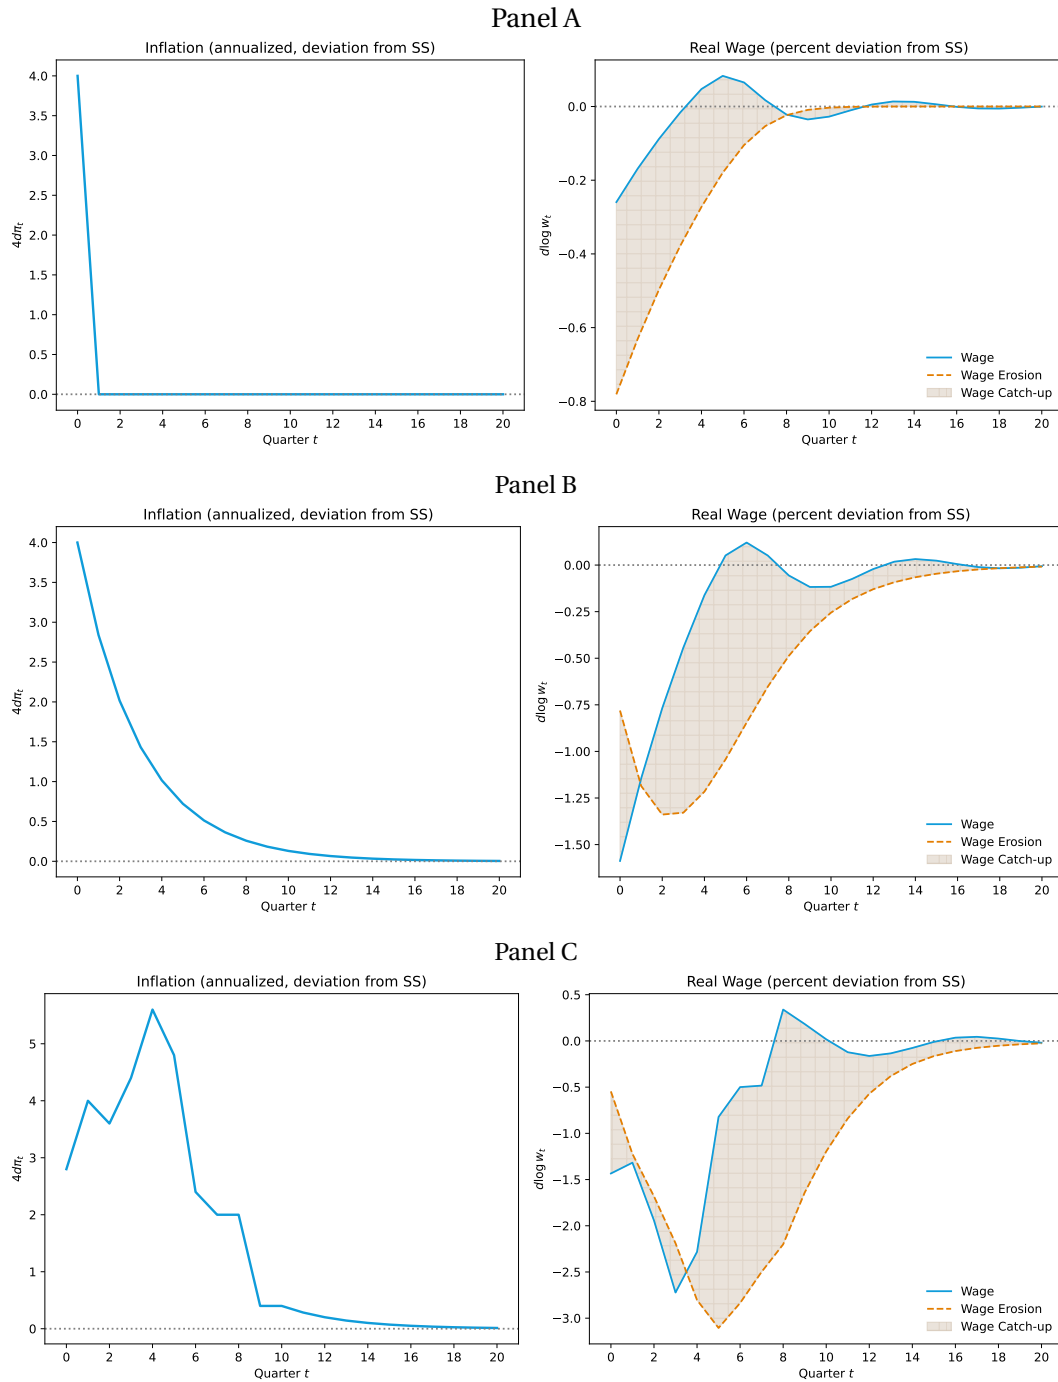 Panel A
Inflation (annualized, deviation from SS)
4dπₜ
4.0
3.5
3.0
2.5
2.0
1.5
1.0
0.5
0.0
0 2 4 6 8 10 12 14 16 18 20
Quarter t
Real Wage (percent deviation from SS)
d log wₜ
0.0
−0.2
−0.4
−0.6
−0.8
Wage
Wage Erosion
Wage Catch-up
0 2 4 6 8 10 12 14 16 18 20
Quarter t
Panel B
Inflation (annualized, deviation from SS)
4dπₜ
4.0
3.5
3.0
2.5
2.0
1.5
1.0
0.5
0.0
0 2 4 6 8 10 12 14 16 18 20
Quarter t
Real Wage (percent deviation from SS)
d log wₜ
0.00
−0.25
−0.50
−0.75
−1.00
−1.25
−1.50
Wage
Wage Erosion
Wage Catch-up
0 2 4 6 8 10 12 14 16 18 20
Quarter t
Panel C
Inflation (annualized, deviation from SS)
4dπₜ
5
4
3
2
1
0
0 2 4 6 8 10 12 14 16 18 20
Quarter t
Real Wage (percent deviation from SS)
d log wₜ
0.5
0.0
−0.5
−1.0
−1.5
−2.0
−2.5
−3.0
Wage
Wage Erosion
Wage Catch-up
0 2 4 6 8 10 12 14 16 18 20
Quarter t